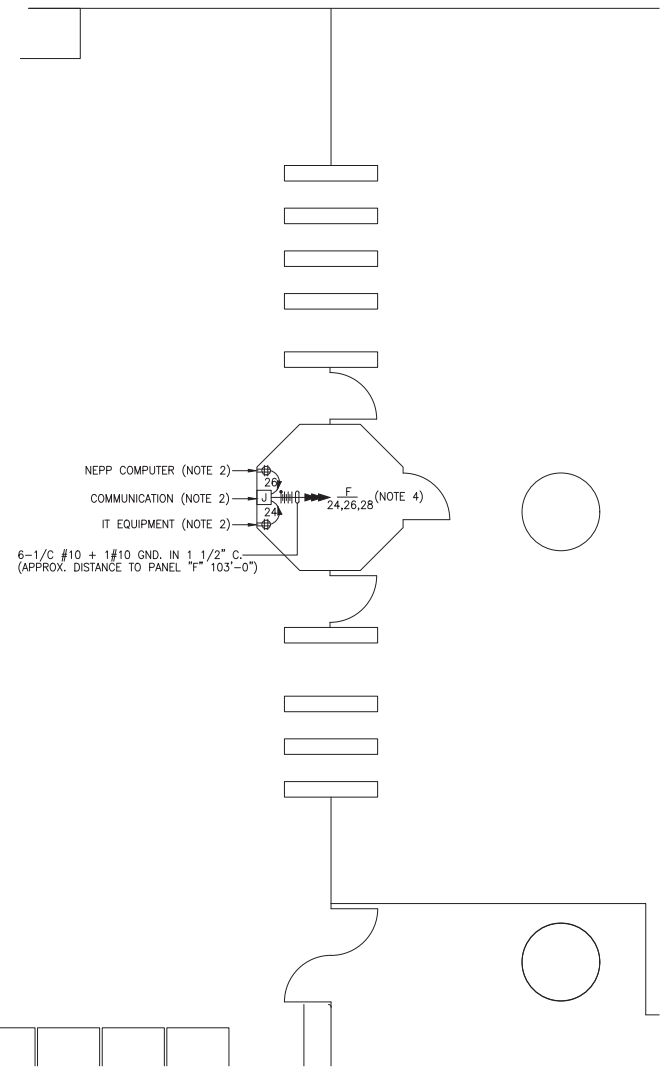 NEPP COMPUTER (NOTE 2)
26
COMMUNICATION (NOTE 2)
J
F
24,26,28
(NOTE 4)
24
IT EQUIPMENT (NOTE 2)
6-1/C #10 + 1#10 GND. IN 1 1/2" C.
(APPROX. DISTANCE TO PANEL "F" 103'-0")